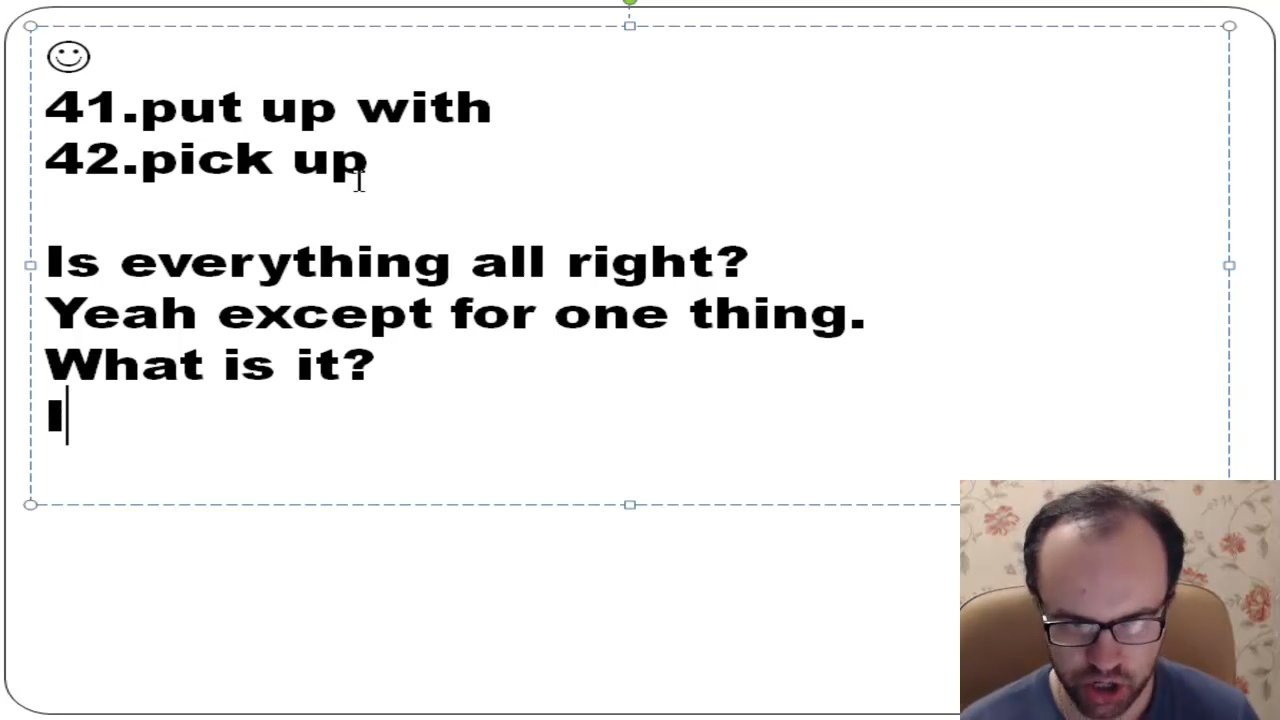 41.put up with
42.pick up
Is everything all right?
Yeah except for one thing.
What is it?
I